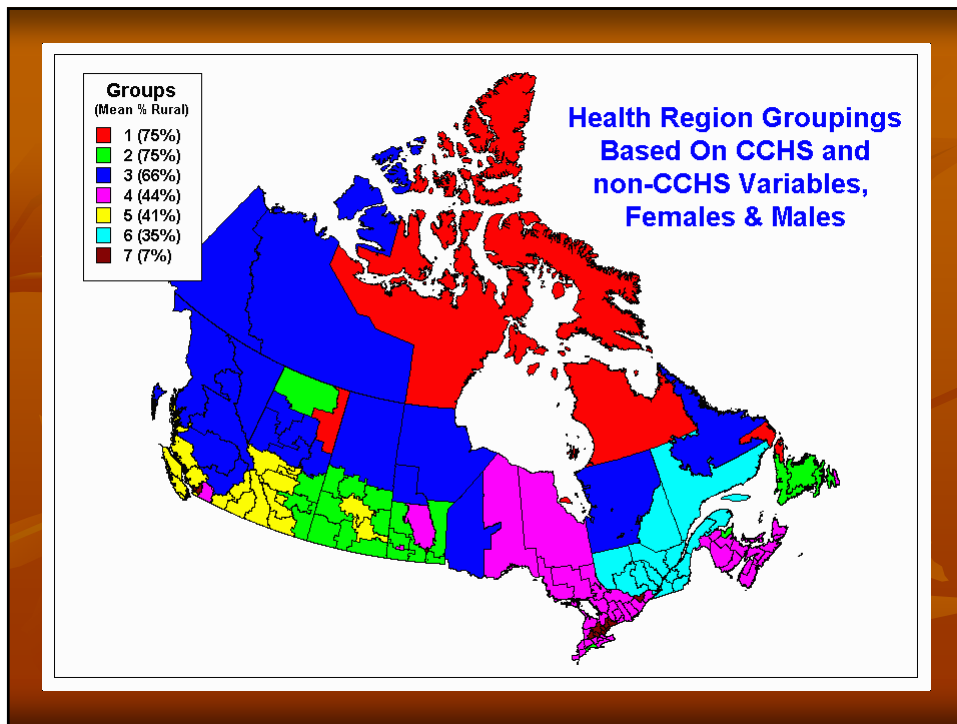 Groups
(Mean % Rural)
1 (75%)
2 (75%)
3 (66%)
4 (44%)
5 (41%)
6 (35%)
7 (7%)
Health Region Groupings
Based On CCHS and
non-CCHS Variables,
Females & Males